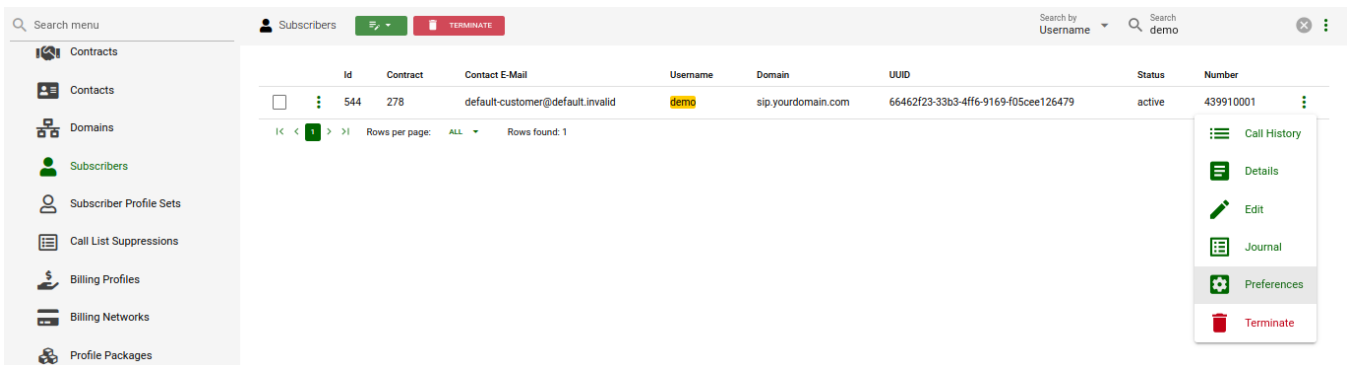 Search menu
Contracts
Contacts
Domains
Subscribers
Subscriber Profile Sets
Call List Suppressions
Billing Profiles
Billing Networks
Profile Packages
Subscribers
TERMINATE
Search by
Username
Search
demo
Id Contract Contact E-Mail Username Domain UUID Status Number
544 278 default-customer@default.invalid demo sip.yourdomain.com 66462f23-33b3-4ff6-9169-f05cee126479 active 439910001
1 Rows per page: ALL Rows found: 1
Call History
Details
Edit
Journal
Preferences
Terminate